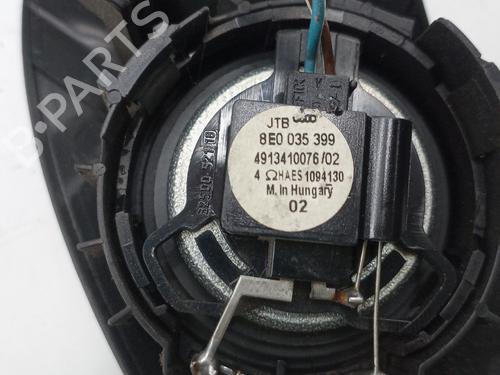 B-PARTS
JTB
8E0 035 399
4913410076/02
4 ΩHAES 1094130
M. In Hungary
02